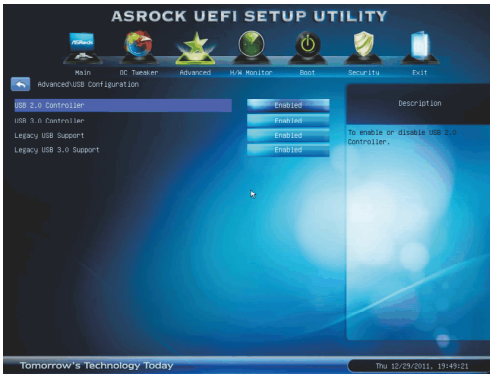 ASROCK UEFI SETUP UTILITY
ASRock
Main OC Tweaker Advanced H/W Monitor Boot Security Exit
Advanced\USB Configuration
USB 2.0 Controller Enabled
USB 3.0 Controller Enabled
Legacy USB Support Enabled
Legacy USB 3.0 Support Enabled
Description
To enable or disable USB 2.0
Controller.
Tomorrow's Technology Today
Thu 12/29/2011, 19:49:21